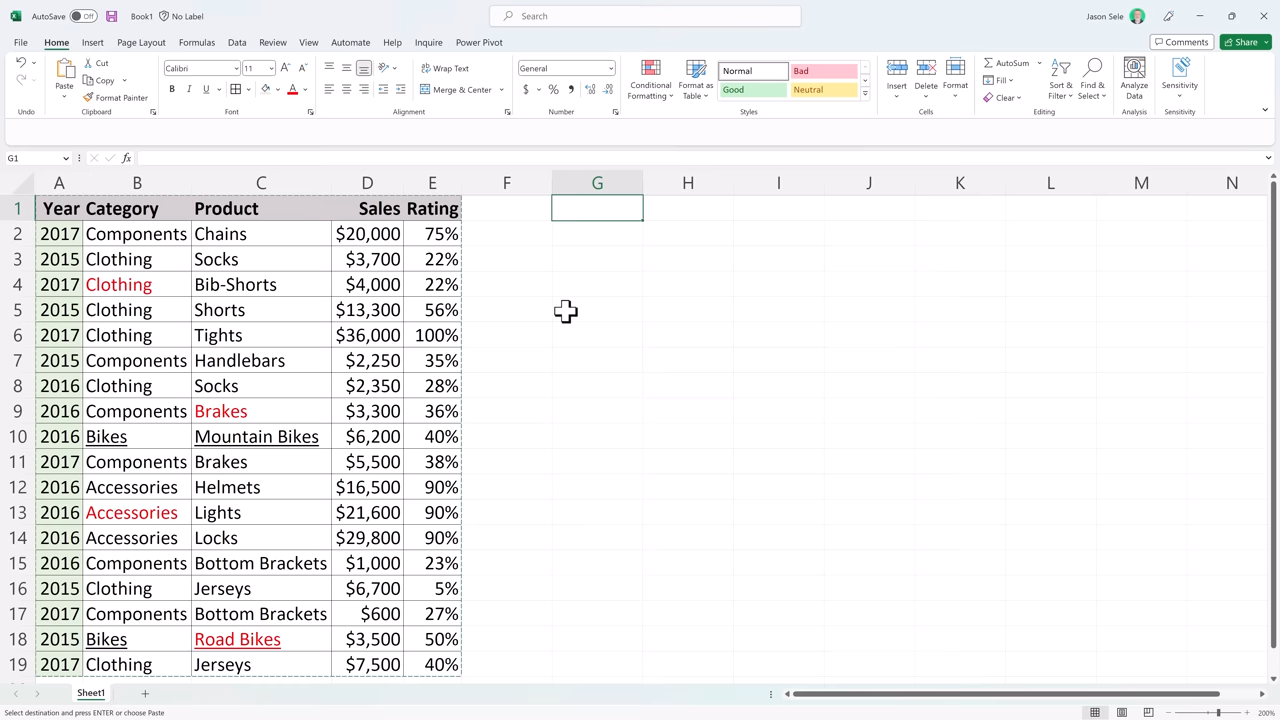 AutoSave Off Book1 No Label Search Jason Sele
File Home Insert Page Layout Formulas Data Review View Automate Help Inquire Power Pivot Comments Share
Cut
Copy
Format Painter
Paste
Calibri 11
B I U
Wrap Text
Merge & Center
General
$ % 9
Conditional Formatting
Format as Table
Normal Bad
Good Neutral
Insert Delete Format
AutoSum
Fill
Clear
Sort & Filter
Find & Select
Analyze Data
Sensitivity
Undo Clipboard Font Alignment Number Styles Cells Editing Analysis Sensitivity
G1 fx
A B C D E F G H I J K L M N
1 Year Category Product Sales Rating
2 2017 Components Chains $20,000 75%
3 2015 Clothing Socks $3,700 22%
4 2017 Clothing Bib-Shorts $4,000 22%
5 2015 Clothing Shorts $13,300 56%
6 2017 Clothing Tights $36,000 100%
7 2015 Components Handlebars $2,250 35%
8 2016 Clothing Socks $2,350 28%
9 2016 Components Brakes $3,300 36%
10 2016 Bikes Mountain Bikes $6,200 40%
11 2017 Components Brakes $5,500 38%
12 2016 Accessories Helmets $16,500 90%
13 2016 Accessories Lights $21,600 90%
14 2016 Accessories Locks $29,800 90%
15 2016 Components Bottom Brackets $1,000 23%
16 2015 Clothing Jerseys $6,700 5%
17 2017 Components Bottom Brackets $600 27%
18 2015 Bikes Road Bikes $3,500 50%
19 2017 Clothing Jerseys $7,500 40%
Sheet1
Select destination and press ENTER or choose Paste 200%